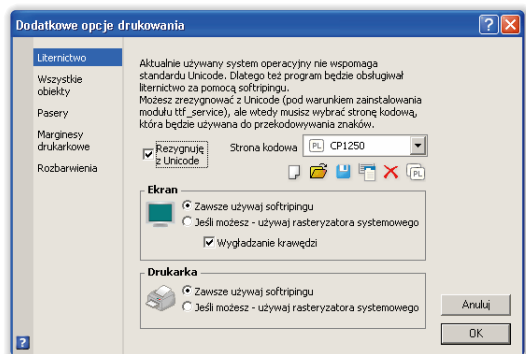 Dodatkowe opcje drukowania
Liternictwo
Wszystkie
obiekty
Pasery
Marginesy
drukarkowe
Rozbarwienia
Aktualnie używany system operacyjny nie wspomaga
standardu Unicode. Dlatego też program będzie obsługiwał
liternictwo za pomocą softripingu.
Możesz zrezygnować z Unicode (pod warunkiem zainstalowania
modułu ttf_service), ale wtedy musisz wybrać stronę kodową,
która będzie używana do przekodowywania znaków.
Rezygnuję
z Unicode
Strona kodowa
PL CP1250
PL
Ekran
Zawsze używaj softripingu
Jeśli możesz - używaj rasteryzatora systemowego
Wygładzanie krawędzi
Drukarka
Zawsze używaj softripingu
Jeśli możesz - używaj rasteryzatora systemowego
Anuluj
OK